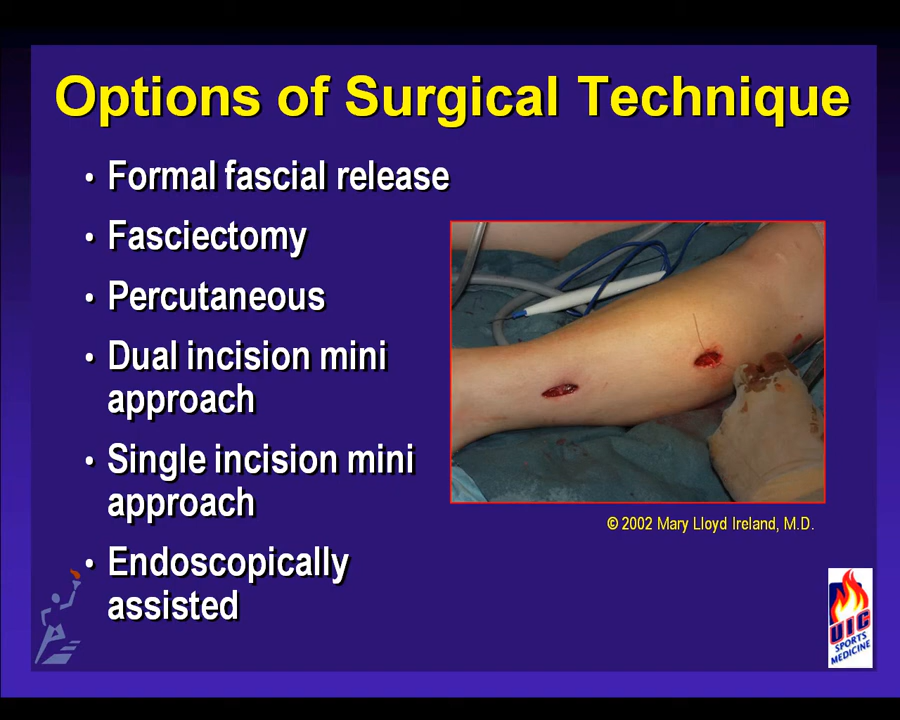 Options of Surgical Technique
• Formal fascial release
• Fasciectomy
• Percutaneous
• Dual incision mini
approach
• Single incision mini
approach
• Endoscopically
assisted
© 2002 Mary Lloyd Ireland, M.D.
UIC
SPORTS
MEDICINE